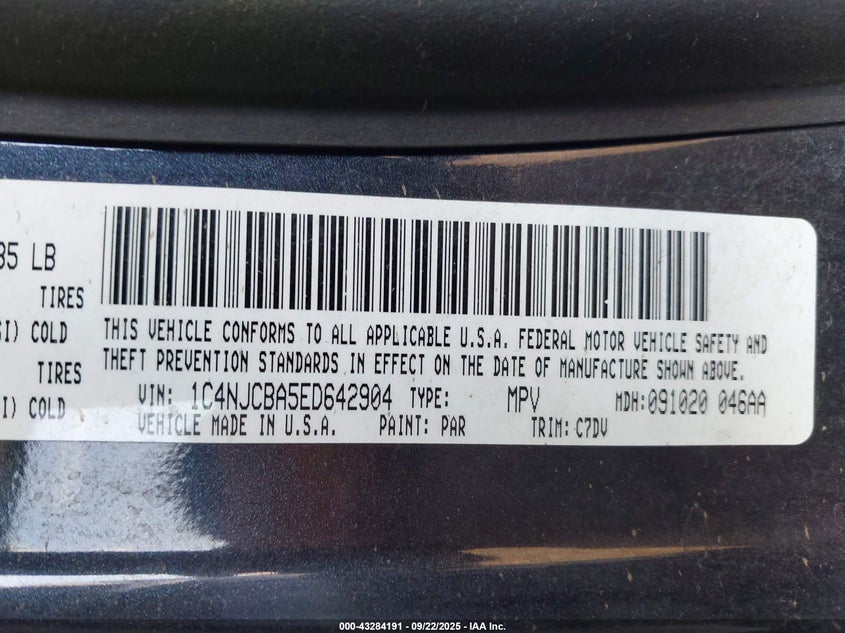 85 LB
TIRES
SI) COLD
TIRES
I) COLD
THIS VEHICLE CONFORMS TO ALL APPLICABLE U.S.A. FEDERAL MOTOR VEHICLE SAFETY AND
THEFT PREVENTION STANDARDS IN EFFECT ON THE DATE OF MANUFACTURE SHOWN ABOVE.
VIN: 1C4NJCBA5ED642904 TYPE: MPV MDH:091020 046AA
VEHICLE MADE IN U.S.A. PAINT: PAR TRIM: C7DV
000-43284191 - 09/22/2025 - IAA Inc.